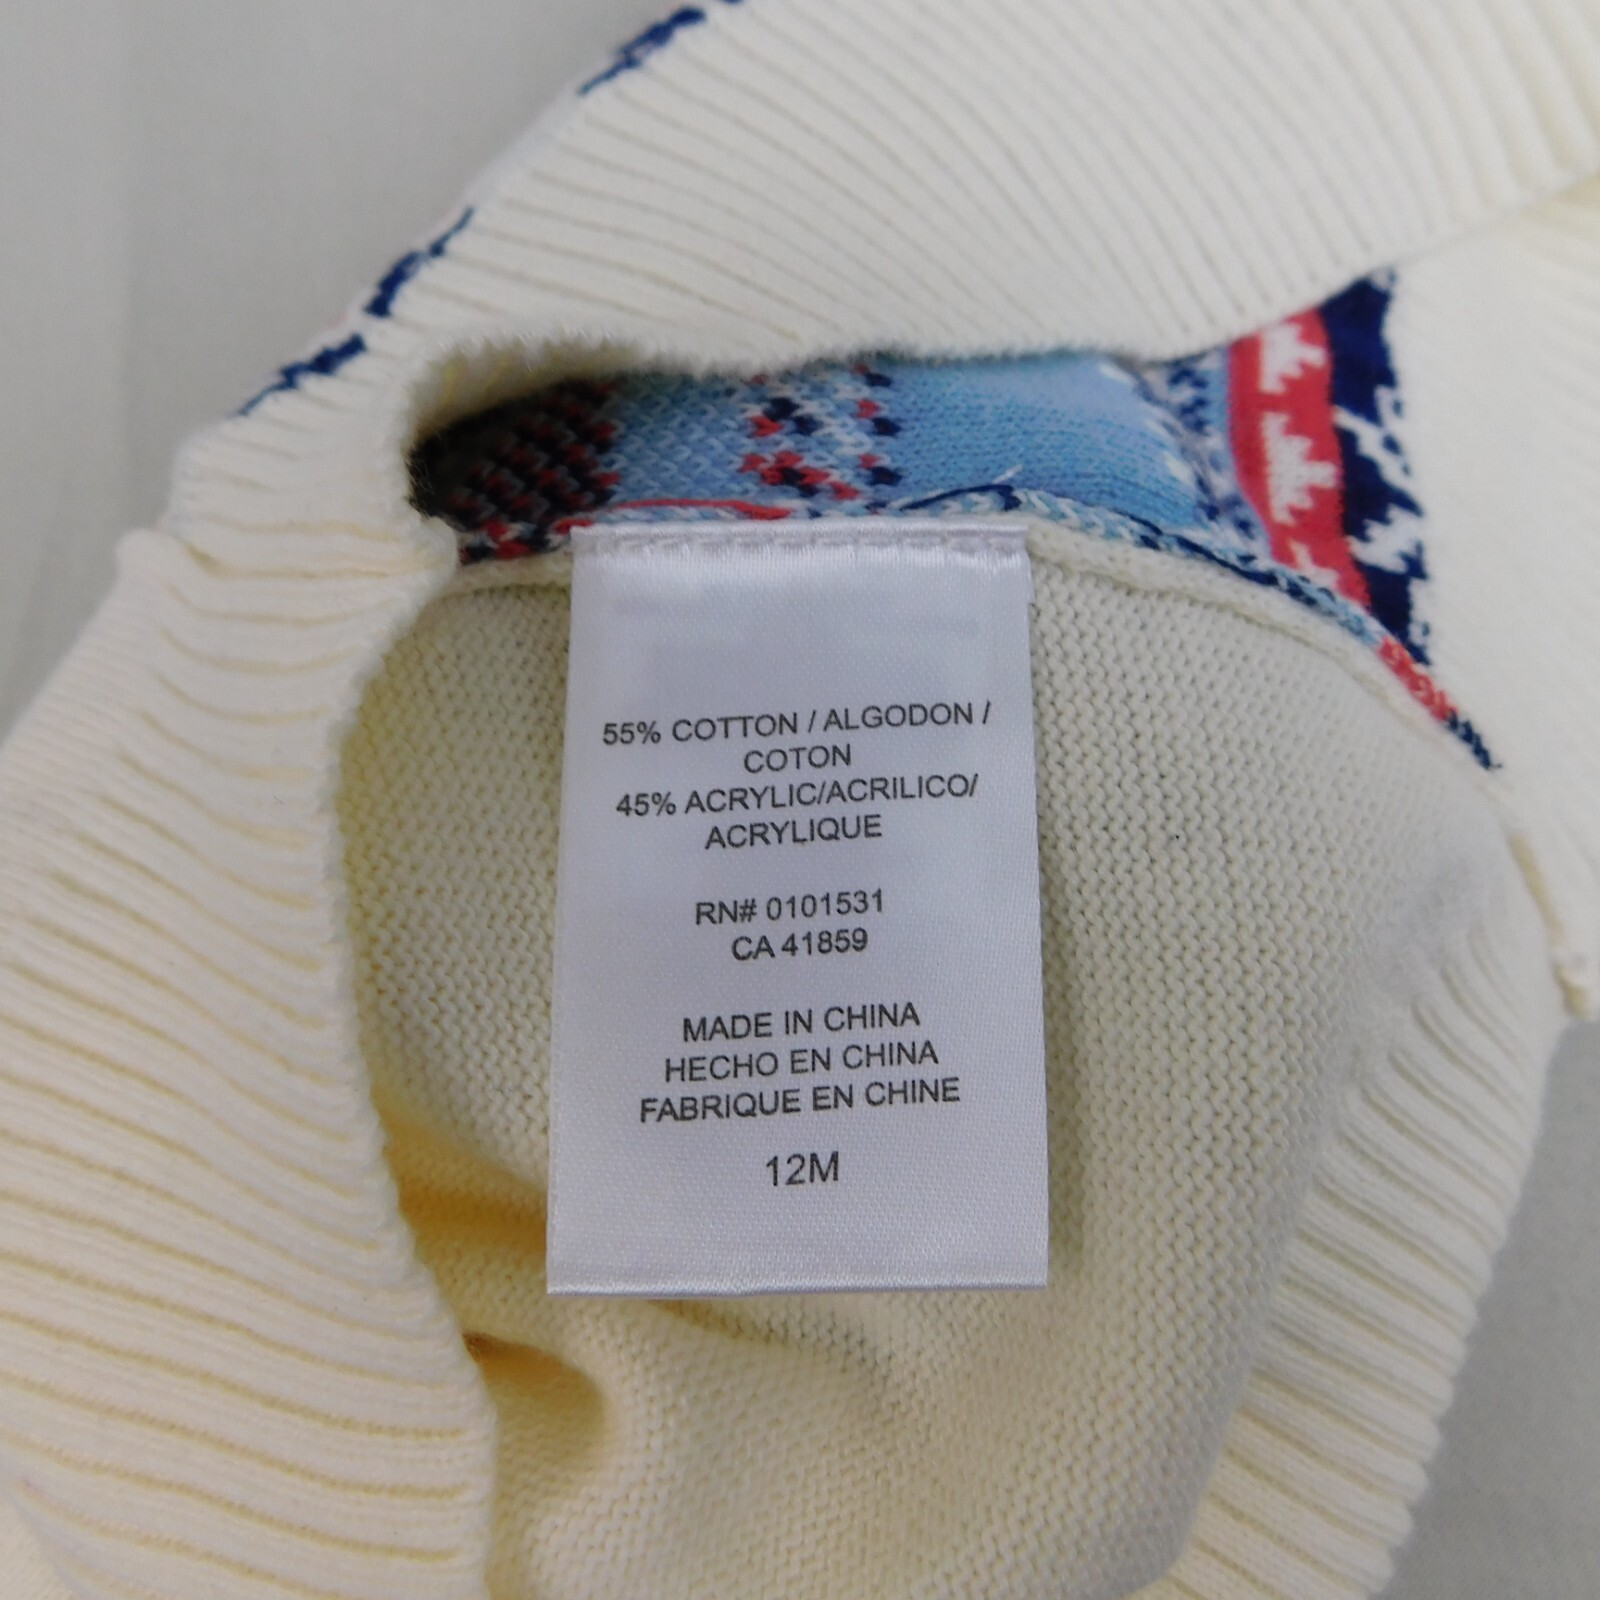 55% COTTON / ALGODON /
COTON
45% ACRYLIC/ACRILICO/
ACRYLIQUE
RN# 0101531
CA 41859
MADE IN CHINA
HECHO EN CHINA
FABRIQUE EN CHINE
12M